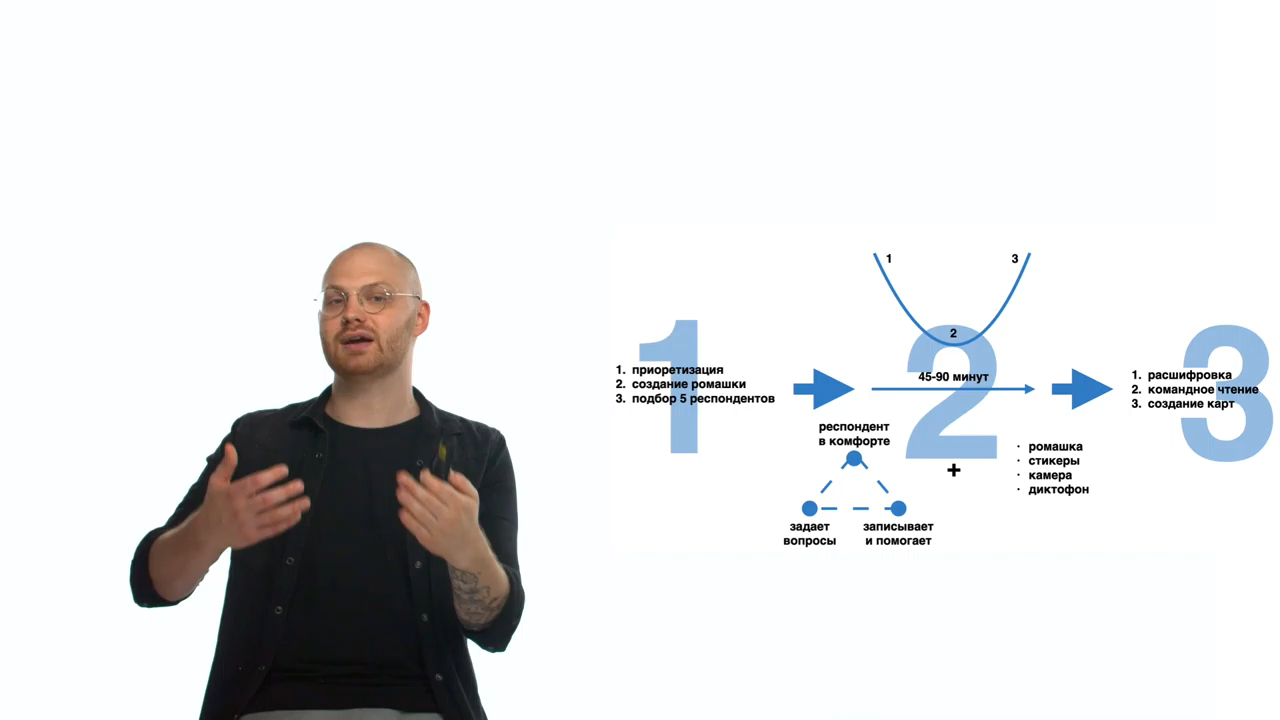 1
1. приоретизация
2. создание ромашки
3. подбор 5 респондентов
1
2
3
2
45-90 минут
респондент
в комфорте
задает
вопросы
записывает
и помогает
+
· ромашка
· стикеры
· камера
· диктофон
3
1. расшифровка
2. командное чтение
3. создание карт